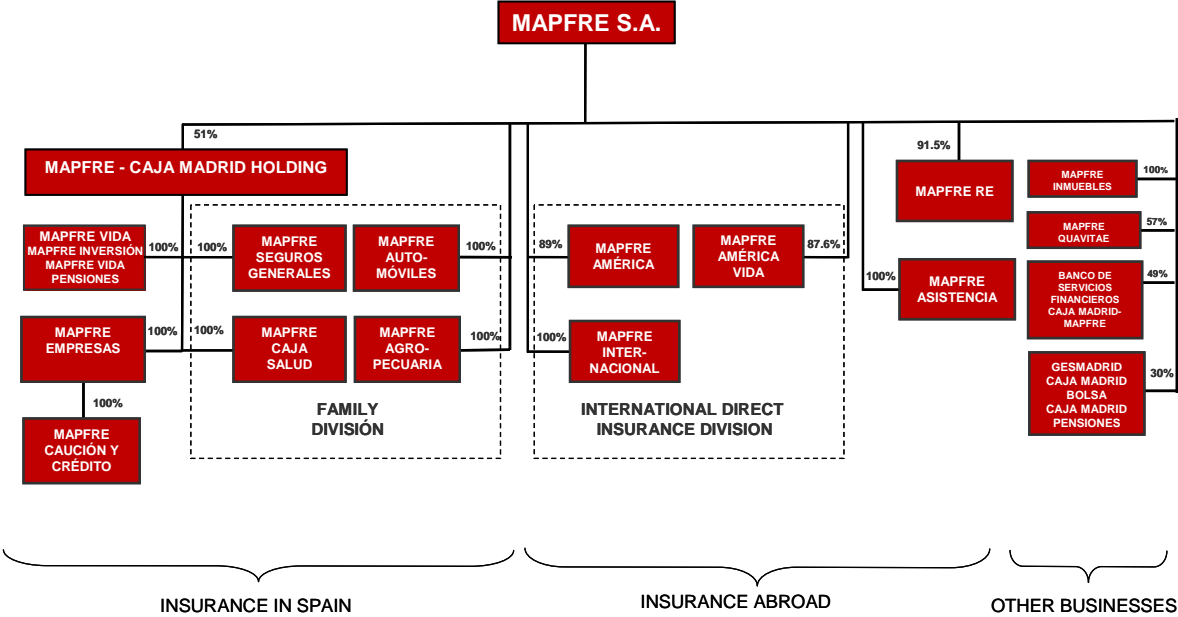 MAPFRE S.A.
51%
MAPFRE - CAJA MADRID HOLDING
MAPFRE VIDA
MAPFRE INVERSIÓN
MAPFRE VIDA
PENSIONES
100%
100%
MAPFRE
SEGUROS
GENERALES
MAPFRE
AUTO-
MÓVILES
100%
MAPFRE
EMPRESAS
100%
100%
MAPFRE
CAJA
SALUD
MAPFRE
AGRO-
PECUARIA
100%
100%
MAPFRE
CAUCIÓN Y
CRÉDITO
FAMILY
DIVISIÓN
89%
MAPFRE
AMÉRICA
MAPFRE
AMÉRICA
VIDA
87.6%
100%
MAPFRE
INTER-
NACIONAL
INTERNATIONAL DIRECT
INSURANCE DIVISION
91.5%
MAPFRE RE
100%
MAPFRE
ASISTENCIA
MAPFRE
INMUEBLES
100%
MAPFRE
QUAVITAE
57%
BANCO DE
SERVICIOS
FINANCIEROS
CAJA MADRID-
MAPFRE
49%
GESMADRID
CAJA MADRID
BOLSA
CAJA MADRID
PENSIONES
30%
INSURANCE IN SPAIN
INSURANCE ABROAD
OTHER BUSINESSES